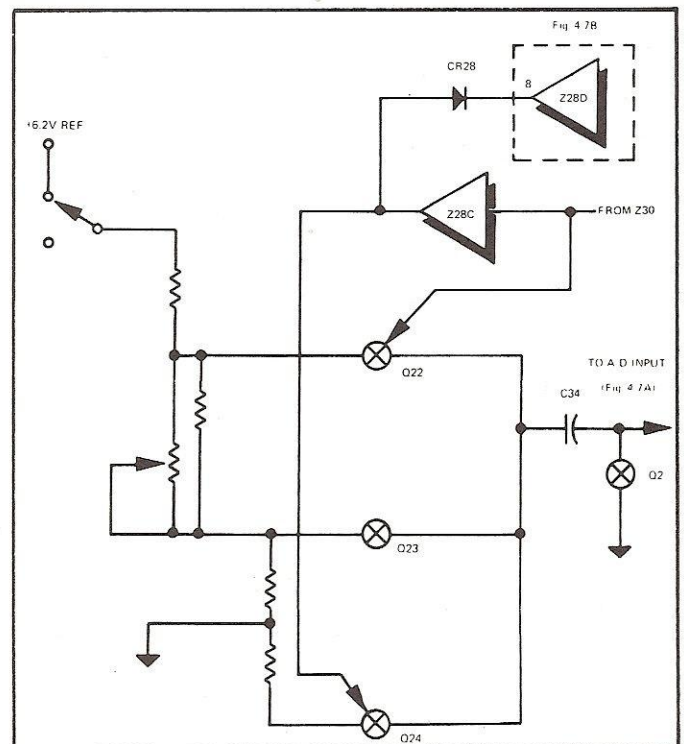 Fig 4.7B
CR28
8
Z28D
+6.2V REF
Z28C
FROM Z30
Q22
TO A D INPUT
(Fig 4.7A)
C34
Q2
Q23
Q24